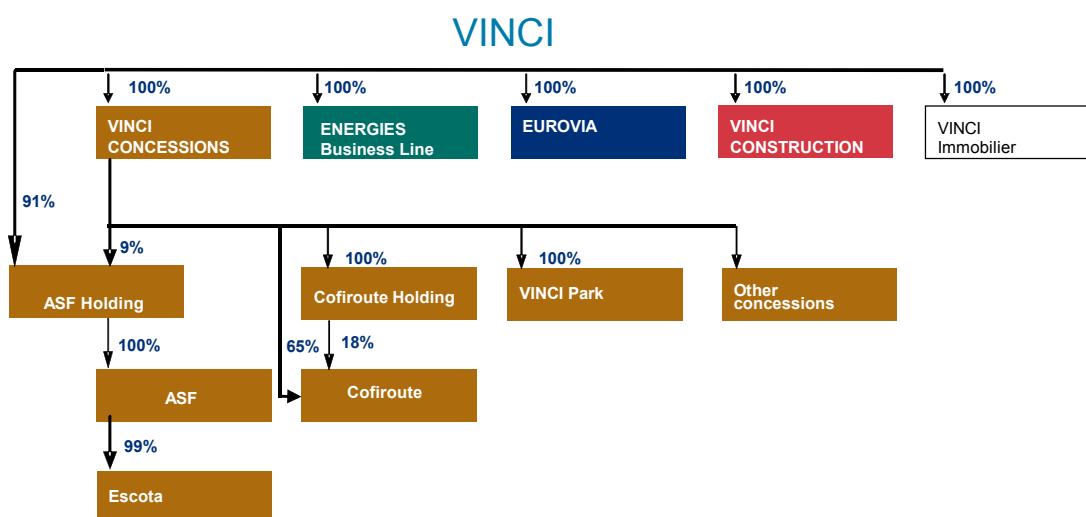 VINCI
100%
100%
100%
100%
100%
VINCI
CONCESSIONS
ENERGIES
Business Line
EUROVIA
VINCI
CONSTRUCTION
VINCI
Immobilier
91%
9%
100%
100%
ASF Holding
Cofiroute Holding
VINCI Park
Other
concessions
100%
65%
18%
ASF
Cofiroute
99%
Escota